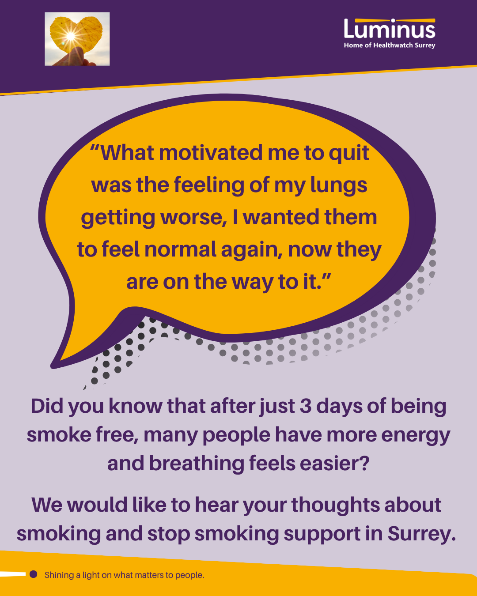 Luminus
Home of Healthwatch Surrey
“What motivated me to quit
was the feeling of my lungs
getting worse, I wanted them
to feel normal again, now they
are on the way to it.”
Did you know that after just 3 days of being
smoke free, many people have more energy
and breathing feels easier?
We would like to hear your thoughts about
smoking and stop smoking support in Surrey.
Shining a light on what matters to people.